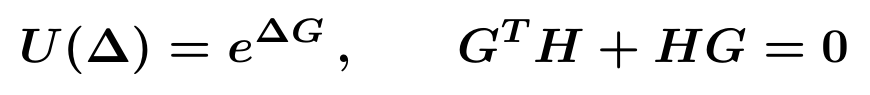 U(Δ) = e^{ΔG} ,  G^T H + HG = 0